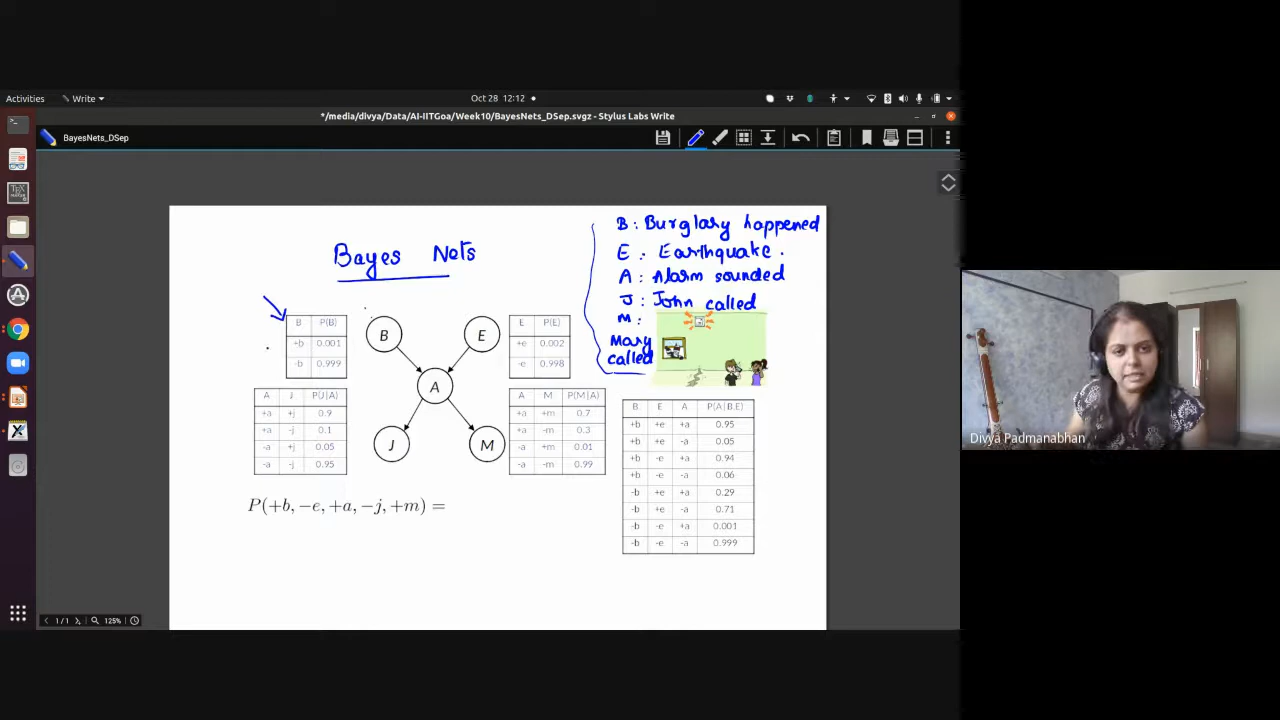 Activities
Write
Oct 28 12:12
*/media/divya/Data/AI-IITGoa/Week10/BayesNets_DSep.svgz - Stylus Labs Write
BayesNets_DSep
Bayes Nets
B : Burglary happened
E : Earthquake.
A : Alarm sounded
J : John called
M :
Mary
called
B P(B)
+b 0.001
-b 0.999
B
E
A
J
M
E P(E)
+e 0.002
-e 0.998
A J P(J|A)
+a +j 0.9
+a -j 0.1
-a +j 0.05
-a -j 0.95
A M P(M|A)
+a +m 0.7
+a -m 0.3
-a +m 0.01
-a -m 0.99
B E A P(A|B,E)
+b +e +a 0.95
+b +e -a 0.05
+b -e +a 0.94
+b -e -a 0.06
-b +e +a 0.29
-b +e -a 0.71
-b -e +a 0.001
-b -e -a 0.999
P(+b, −e, +a, −j, +m) =
Divya Padmanabhan
1/1
125%